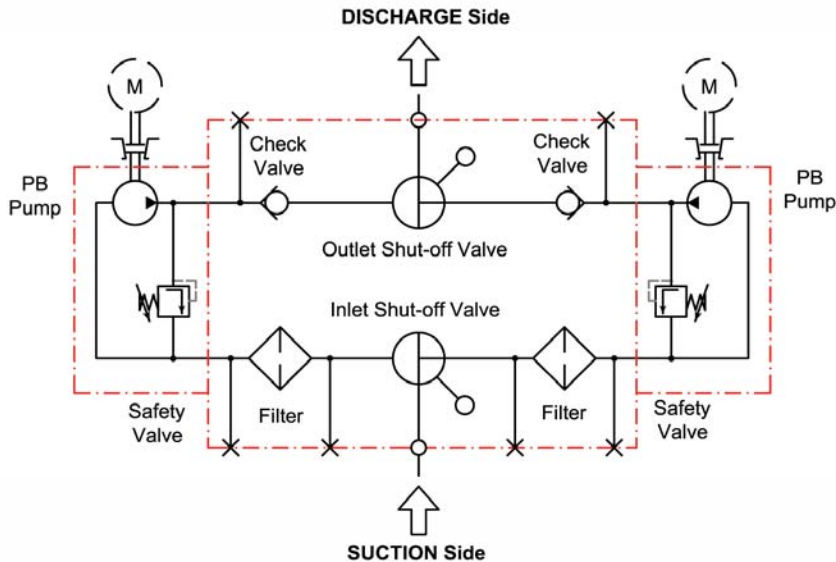 DISCHARGE Side
M
M
Check
Valve
Check
Valve
PB
Pump
PB
Pump
Outlet Shut-off Valve
Inlet Shut-off Valve
Safety
Valve
Filter
Filter
Safety
Valve
SUCTION Side